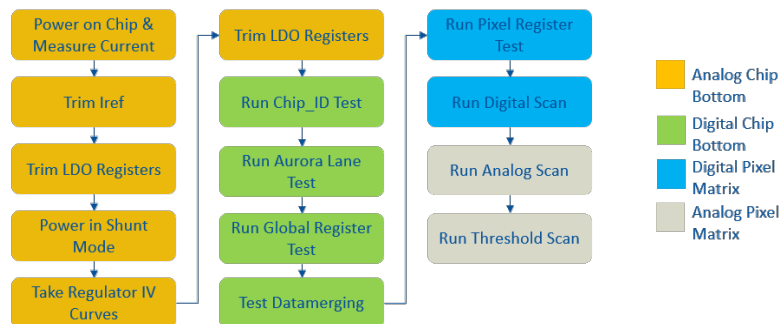 Power on Chip &
Measure Current
Trim Iref
Trim LDO Registers
Power in Shunt
Mode
Take Regulator IV
Curves
Trim LDO Registers
Run Chip_ID Test
Run Aurora Lane
Test
Run Global Register
Test
Test Datamerging
Run Pixel Register
Test
Run Digital Scan
Run Analog Scan
Run Threshold Scan
Analog Chip
Bottom
Digital Chip
Bottom
Digital Pixel
Matrix
Analog Pixel
Matrix